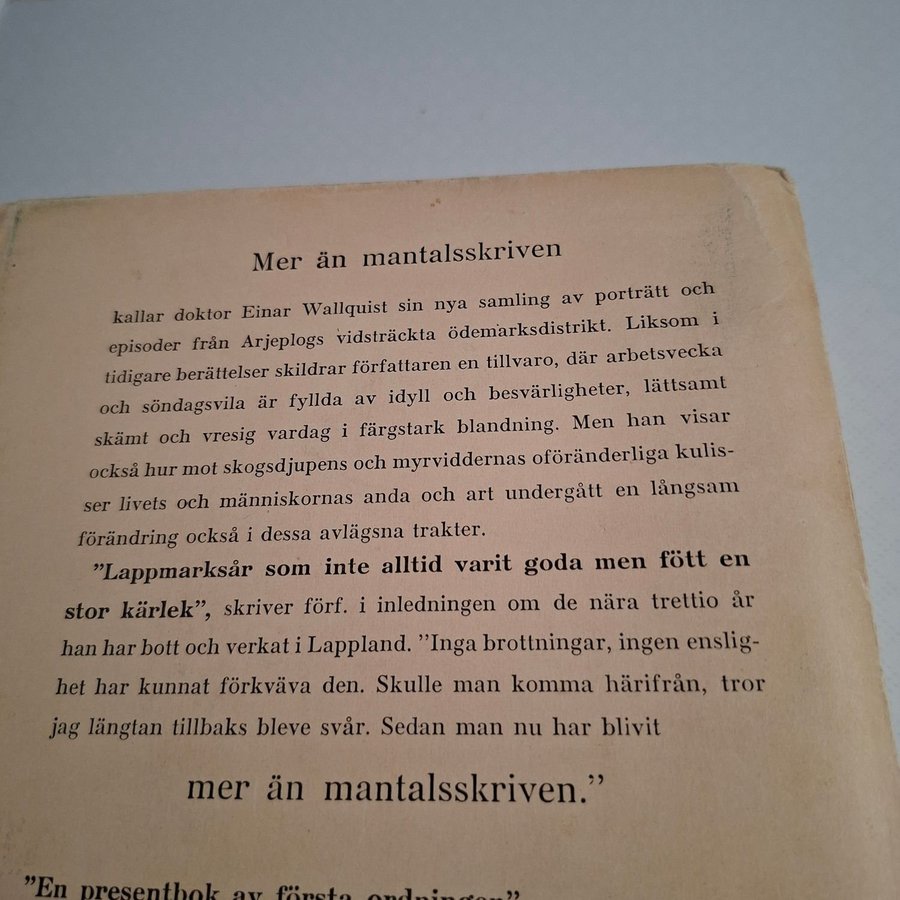 Mer än mantalsskriven
kallar doktor Einar Wallquist sin nya samling av porträtt och
episoder från Arjeplogs vidsträckta ödemarksdistrikt. Liksom i
tidigare berättelser skildrar författaren en tillvaro, där arbetsvecka
och söndagsvila är fyllda av idyll och besvärligheter, lättsamt
skämt och vresig vardag i färgstark blandning. Men han visar
också hur mot skogsdjupens och myrviddernas oföränderliga kulis-
ser livets och människornas anda och art undergått en långsam
förändring också i dessa avlägsna trakter.
”Lappmarksår som inte alltid varit goda men fött en
stor kärlek”, skriver förf. i inledningen om de nära trettio år
han har bott och verkat i Lappland. ”Inga brottningar, ingen enslig-
het har kunnat förkväva den. Skulle man komma härifrån, tror
jag längtan tillbaks bleve svår. Sedan man nu har blivit
mer än mantalsskriven.”
”En presentbok av första ordningen”